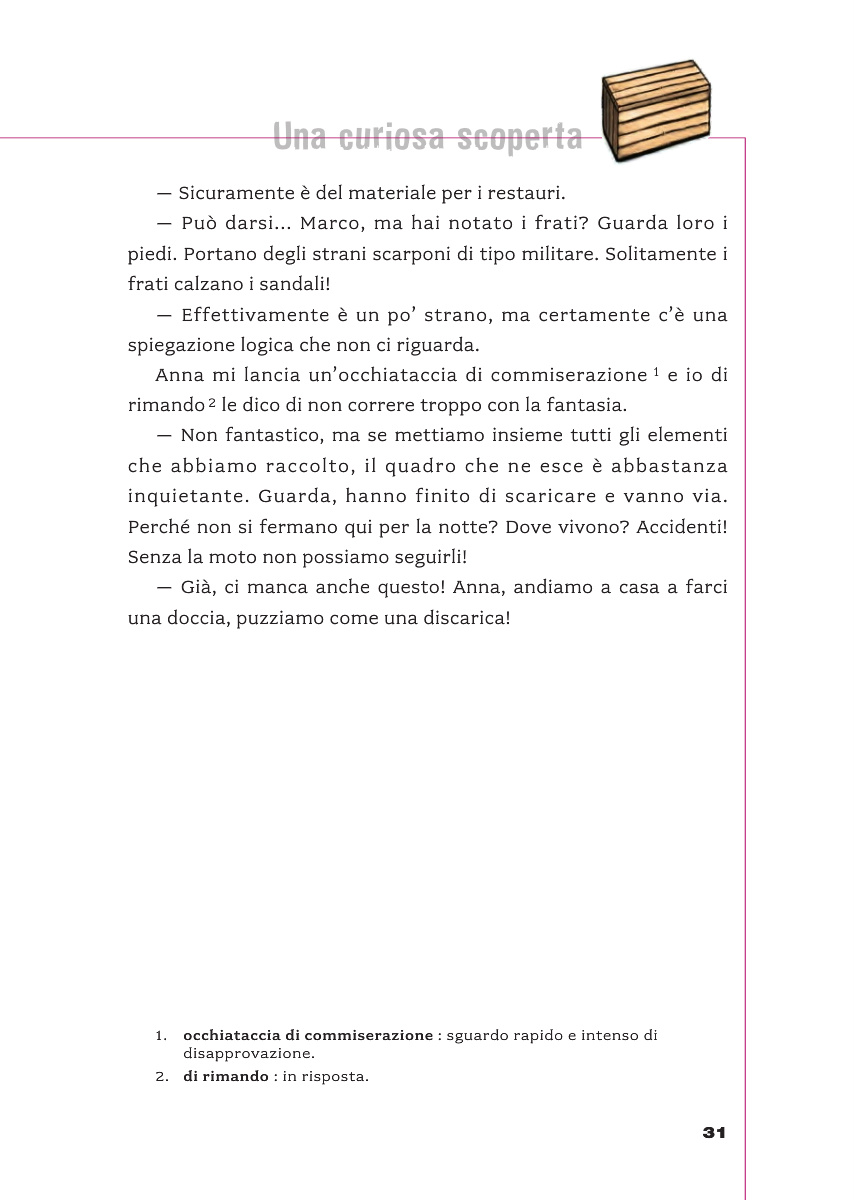 Una curiosa scoperta
— Sicuramente è del materiale per i restauri.
— Può darsi... Marco, ma hai notato i frati? Guarda loro i
piedi. Portano degli strani scarponi di tipo militare. Solitamente i
frati calzano i sandali!
— Effettivamente è un po’ strano, ma certamente c’è una
spiegazione logica che non ci riguarda.
Anna mi lancia un’occhiataccia di commiserazione 1 e io di
rimando 2 le dico di non correre troppo con la fantasia.
— Non fantastico, ma se mettiamo insieme tutti gli elementi
che abbiamo raccolto, il quadro che ne esce è abbastanza
inquietante. Guarda, hanno finito di scaricare e vanno via.
Perché non si fermano qui per la notte? Dove vivono? Accidenti!
Senza la moto non possiamo seguirli!
— Già, ci manca anche questo! Anna, andiamo a casa a farci
una doccia, puzziamo come una discarica!
1. occhiataccia di commiserazione : sguardo rapido e intenso di
disapprovazione.
2. di rimando : in risposta.
31